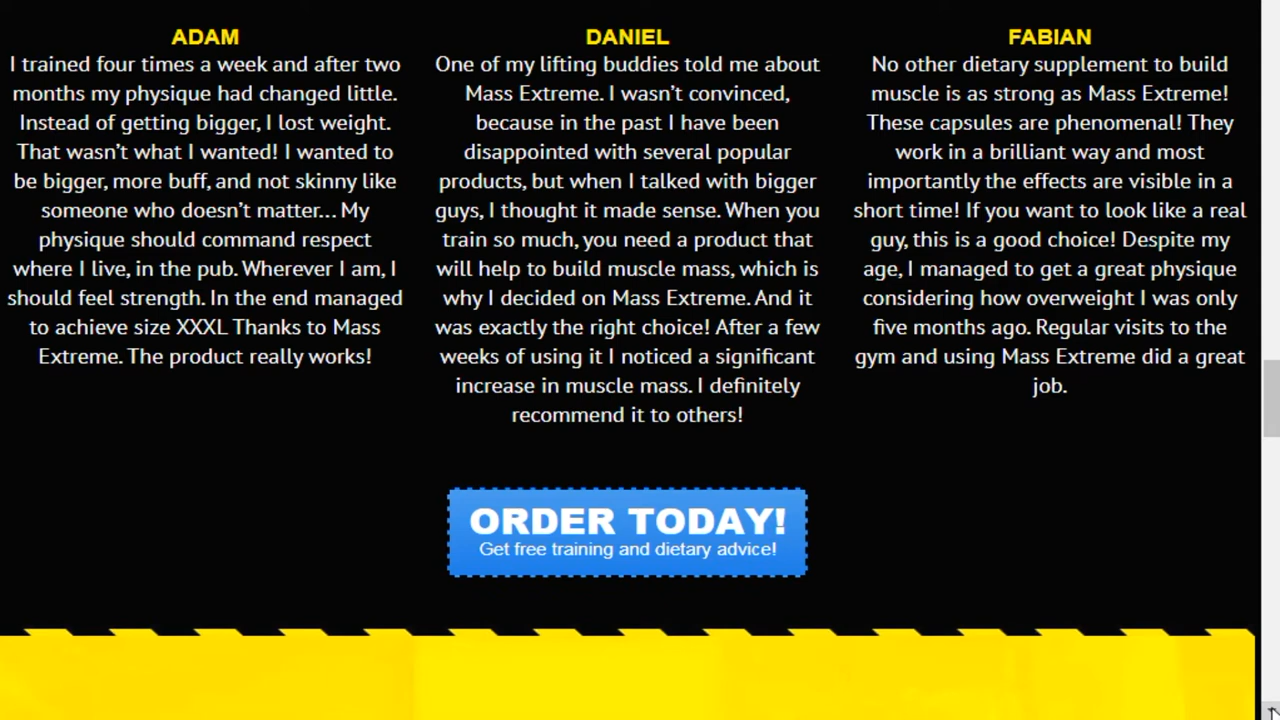 ADAM
I trained four times a week and after two
months my physique had changed little.
Instead of getting bigger, I lost weight.
That wasn’t what I wanted! I wanted to
be bigger, more buff, and not skinny like
someone who doesn’t matter... My
physique should command respect
where I live, in the pub. Wherever I am, I
should feel strength. In the end managed
to achieve size XXXL Thanks to Mass
Extreme. The product really works!
DANIEL
One of my lifting buddies told me about
Mass Extreme. I wasn’t convinced,
because in the past I have been
disappointed with several popular
products, but when I talked with bigger
guys, I thought it made sense. When you
train so much, you need a product that
will help to build muscle mass, which is
why I decided on Mass Extreme. And it
was exactly the right choice! After a few
weeks of using it I noticed a significant
increase in muscle mass. I definitely
recommend it to others!
FABIAN
No other dietary supplement to build
muscle is as strong as Mass Extreme!
These capsules are phenomenal! They
work in a brilliant way and most
importantly the effects are visible in a
short time! If you want to look like a real
guy, this is a good choice! Despite my
age, I managed to get a great physique
considering how overweight I was only
five months ago. Regular visits to the
gym and using Mass Extreme did a great
job.
ORDER TODAY!
Get free training and dietary advice!